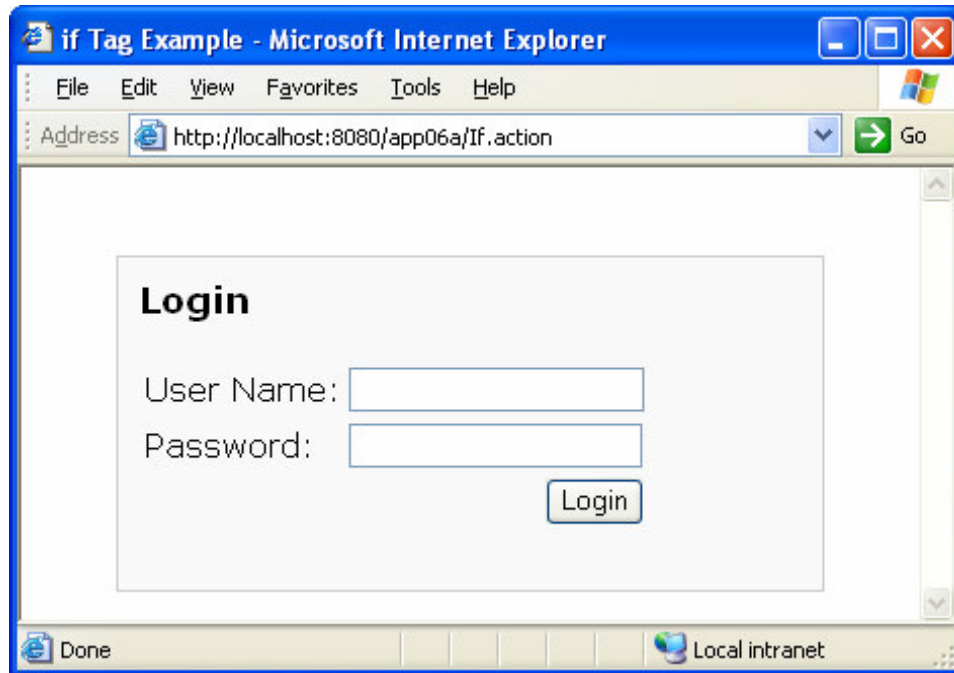 if Tag Example - Microsoft Internet Explorer
File Edit View Favorites Tools Help
Address http://localhost:8080/app06a/If.action Go
Login
User Name:
Password:
Login
Done Local intranet